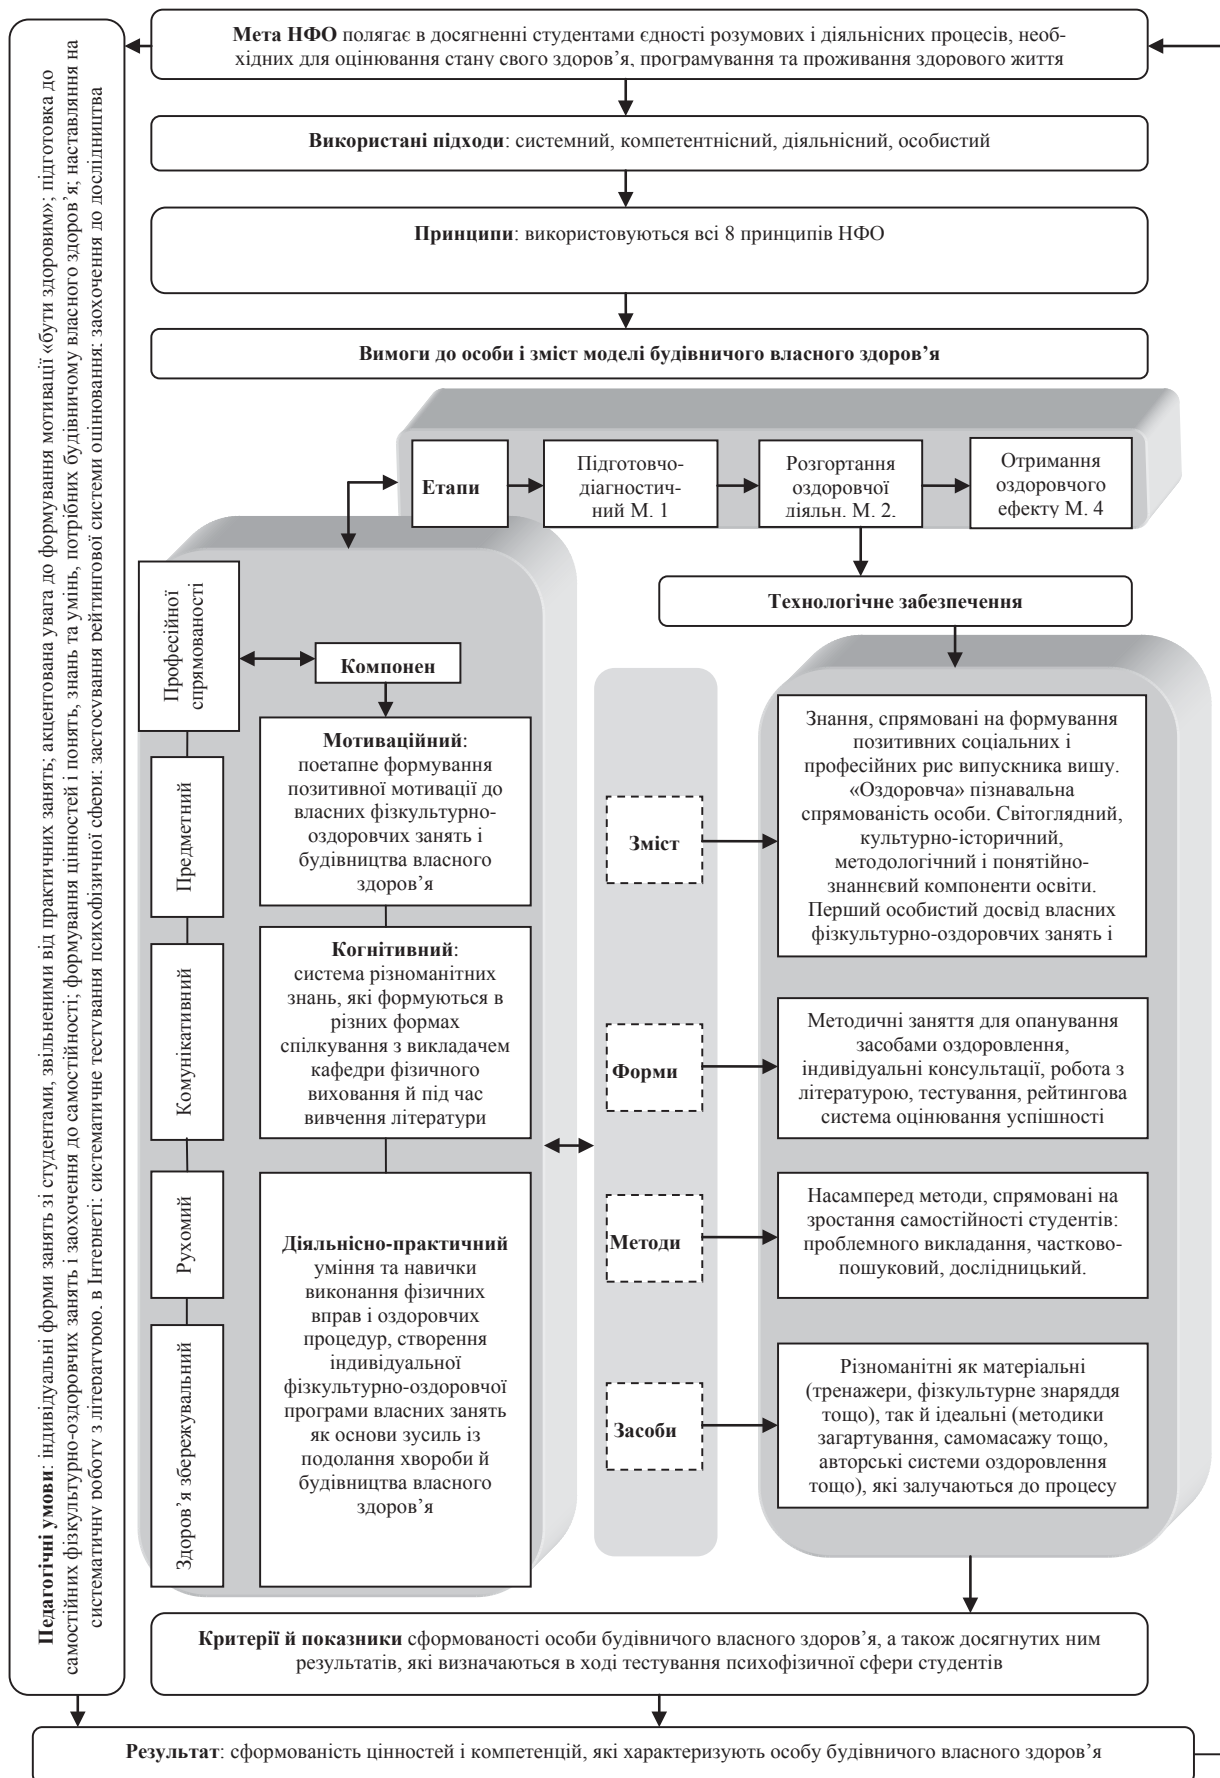 Педагогічні умови: індивідуальні форми занять зі студентами, звільненими від практичних занять; акцентована увага до формування мотивації «бути здоровим»; підготовка до
самостійних фізкультурно-оздоровчих занять і заохочення до самостійності; формування цінностей і понять, знань та умінь, потрібних будівничому власного здоров'я; наставляння на
систематичну роботу з літературою, в Інтернеті; систематичне тестування психофізичної сфери; застосування рейтингової системи оцінювання; заохочення до дослідництва
Мета НФО полягає в досягненні студентами єдності розумових і діяльнісних процесів, необ-
хідних для оцінювання стану свого здоров'я, програмування та проживання здорового життя
Використані підходи: системний, компетентнісний, діяльнісний, особистий
Принципи: використовуються всі 8 принципів НФО
Вимоги до особи і зміст моделі будівничого власного здоров'я
Етапи
Підготовчо-
діагностич-
ний М. 1
Розгортання
оздоровчої
діяльн. М. 2,
Отримання
оздоровчого
ефекту М. 4
Технологічне забезпечення
Професійної
спрямованості
Предметний
Комунікативний
Рухомий
Здоров'я збережувальний
Компонен
Мотиваційний:
поетапне формування
позитивної мотивації до
власних фізкультурно-
оздоровчих занять і
будівництва власного
здоров'я
Когнітивний:
система різноманітних
знань, які формуються в
різних формах
спілкування з викладачем
кафедри фізичного
виховання й під час
вивчення літератури
Діяльнісно-практичний
уміння та навички
виконання фізичних
вправ і оздоровчих
процедур, створення
індивідуальної
фізкультурно-оздоровчої
програми власних занять
як основи зусиль із
подолання хвороби й
будівництва власного
здоров'я
Зміст
Форми
Методи
Засоби
Знання, спрямовані на формування
позитивних соціальних і
професійних рис випускника вишу.
«Оздоровча» пізнавальна
спрямованість особи. Світоглядний,
культурно-історичний,
методологічний і понятійно-
знаннєвий компоненти освіти.
Перший особистий досвід власних
фізкультурно-оздоровчих занять і
Методичні заняття для опанування
засобами оздоровлення,
індивідуальні консультації, робота з
літературою, тестування, рейтингова
система оцінювання успішності
Насамперед методи, спрямовані на
зростання самостійності студентів:
проблемного викладання, частково-
пошуковий, дослідницький.
Різноманітні як матеріальні
(тренажери, фізкультурне знаряддя
тощо), так й ідеальні (методики
загартування, самомасажу тощо,
авторські системи оздоровлення
тощо), які залучаються до процесу
Критерії й показники сформованості особи будівничого власного здоров'я, а також досягнутих ним
результатів, які визначаються в ході тестування психофізичної сфери студентів
Результат: сформованість цінностей і компетенцій, які характеризують особу будівничого власного здоров'я